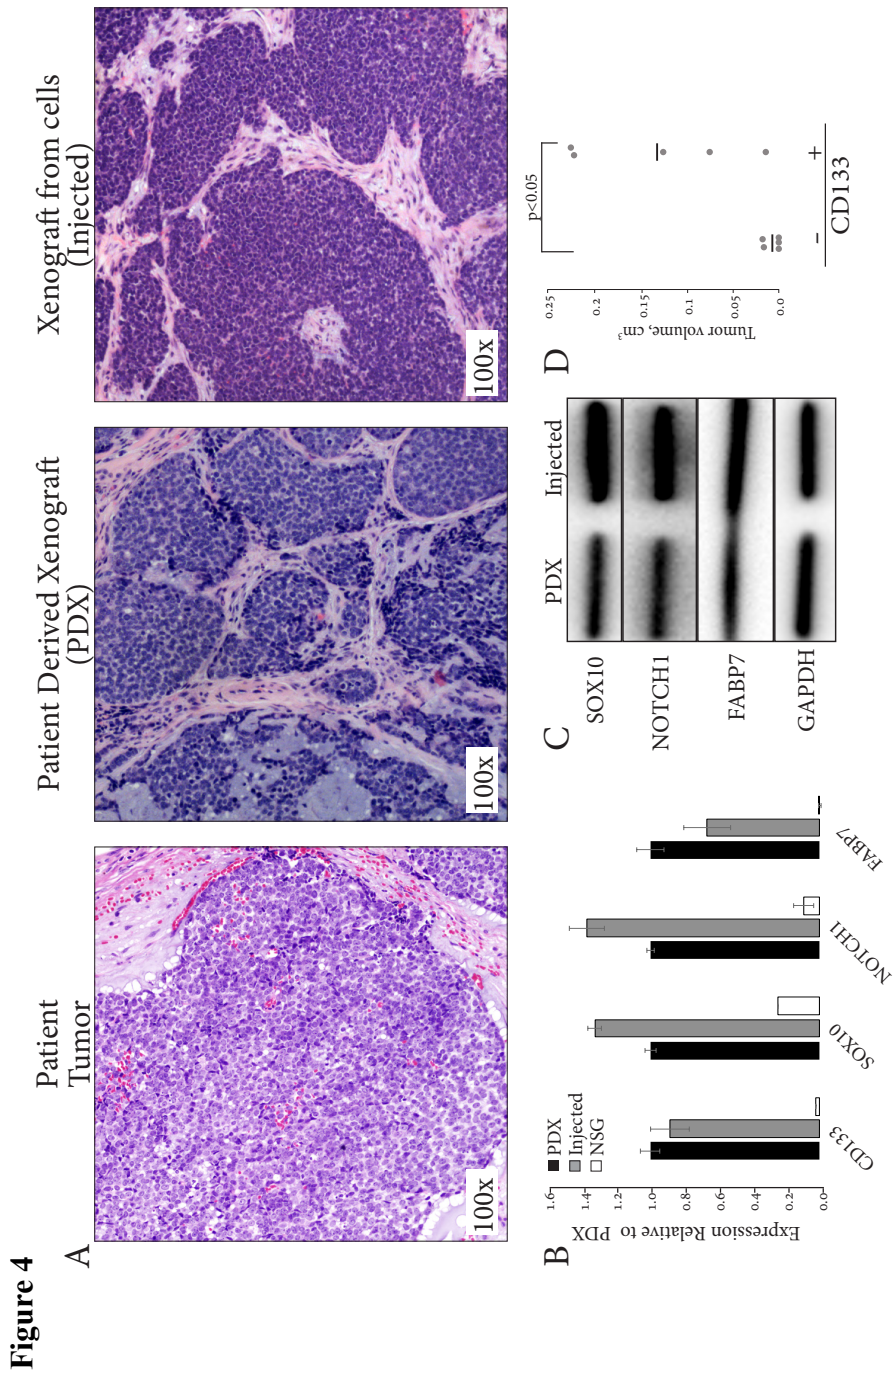 Figure 4
A
Patient
Tumor
Patient Derived Xenograft
(PDX)
Xenograft from cells
(Injected)
100x
100x
100x
B
Expression Relative to PDX
1.6
1.4
1.2
1.0
0.8
0.6
0.4
0.2
0.0
PDX
Injected
NSG
CD133
SOX10
NOTCH1
FABP7
C
PDX
Injected
SOX10
NOTCH1
FABP7
GAPDH
D
Tumor volume, cm³
0.25
0.2
0.15
0.1
0.05
0.0
p<0.05
− +
CD133